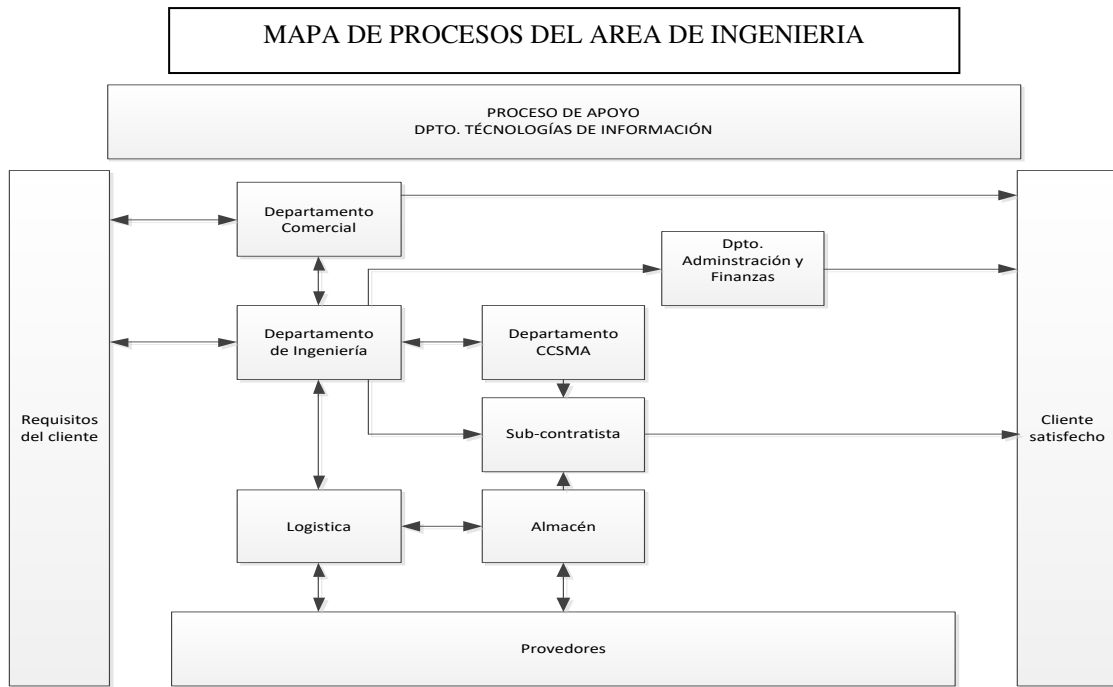 MAPA DE PROCESOS DEL AREA DE INGENIERIA
PROCESO DE APOYO
DPTO. TÉCNOLOGÍAS DE INFORMACIÓN
Departamento
Comercial
Dpto.
Adminstración y
Finanzas
Departamento
de Ingeniería
Departamento
CCSMA
Requisitos
del cliente
Sub-contratista
Cliente
satisfecho
Logistica
Almacén
Provedores